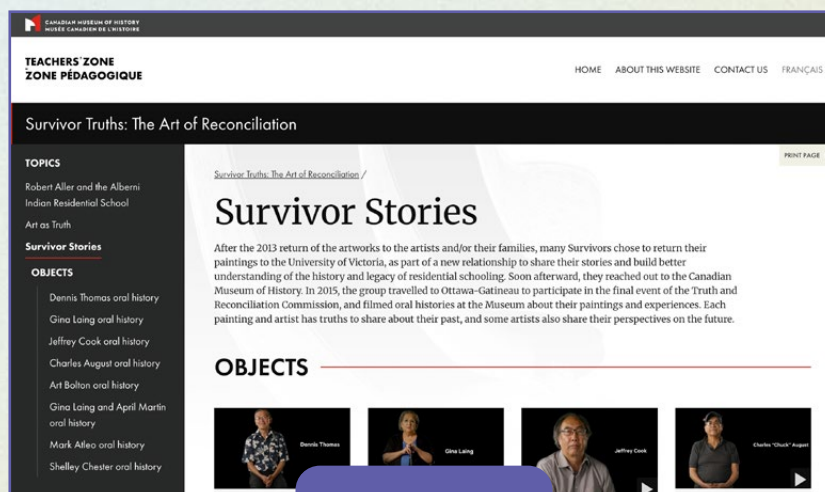 CANADIAN MUSEUM OF HISTORY
MUSÉE CANADIEN DE L'HISTOIRE
TEACHERS' ZONE
ZONE PÉDAGOGIQUE
HOME ABOUT THIS WEBSITE CONTACT US FRANÇAIS
Survivor Truths: The Art of Reconciliation
PRINT PAGE
TOPICS
Robert Aller and the Alberni
Indian Residential School
Art as Truth
Survivor Stories
OBJECTS
Dennis Thomas oral history
Gina Laing oral history
Jeffrey Cook oral history
Charles August oral history
Art Bolton oral history
Gina Laing and April Martin
oral history
Mark Atleo oral history
Shelley Chester oral history
Survivor Truths: The Art of Reconciliation /
Survivor Stories
After the 2013 return of the artworks to the artists and/or their families, many Survivors chose to return their
paintings to the University of Victoria, as part of a new relationship to share their stories and build better
understanding of the history and legacy of residential schooling. Soon afterward, they reached out to the Canadian
Museum of History. In 2015, the group travelled to Ottawa-Gatineau to participate in the final event of the Truth and
Reconciliation Commission, and filmed oral histories at the Museum about their paintings and experiences. Each
painting and artist has truths to share about their past, and some artists also share their perspectives on the future.
OBJECTS
Dennis Thomas
Gina Laing
Jeffrey Cook
Charles "Chuck" August